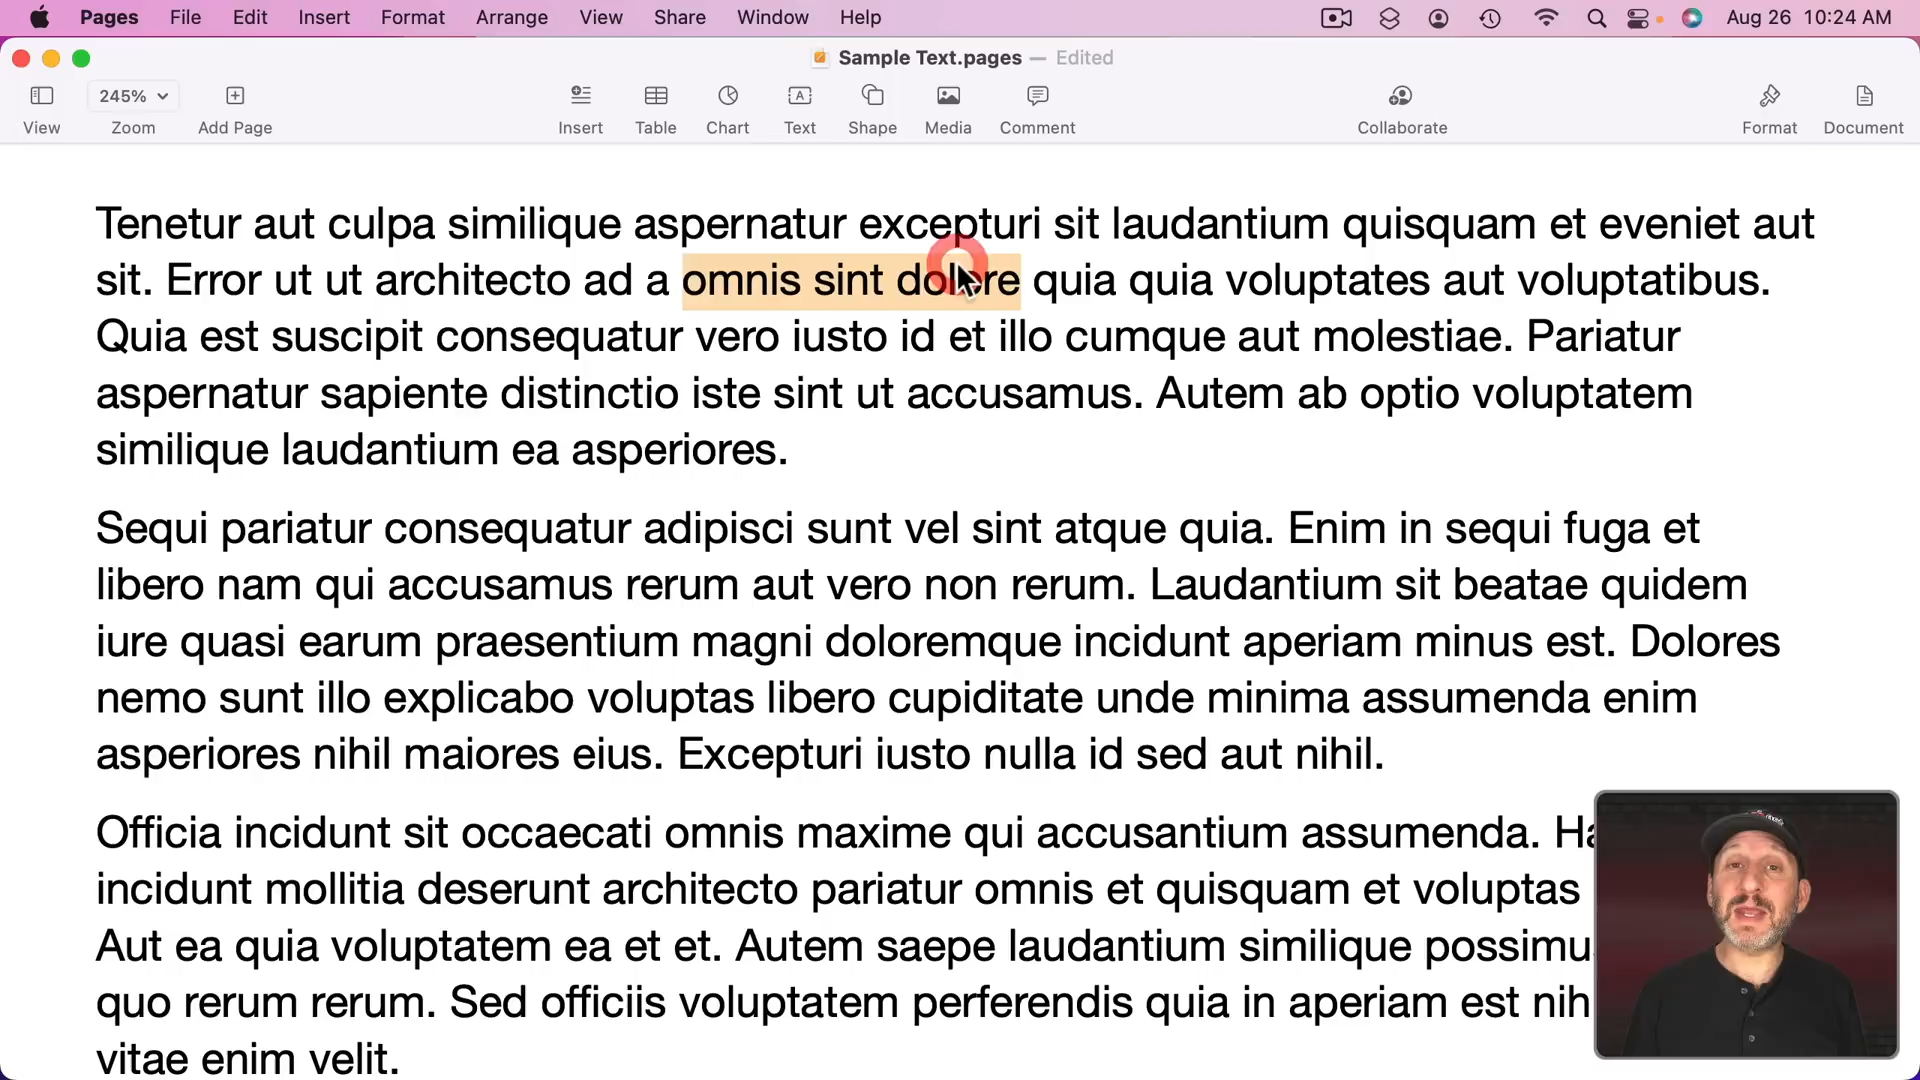 Pages File Edit Insert Format Arrange View Share Window Help Aug 26 10:24 AM
Sample Text.pages — Edited
245%
View Zoom Add Page Insert Table Chart Text Shape Media Comment Collaborate Format Document
Tenetur aut culpa similique aspernatur excepturi sit laudantium quisquam et eveniet aut
sit. Error ut ut architecto ad a omnis sint dolore quia quia voluptates aut voluptatibus.
Quia est suscipit consequatur vero iusto id et illo cumque aut molestiae. Pariatur
aspernatur sapiente distinctio iste sint ut accusamus. Autem ab optio voluptatem
similique laudantium ea asperiores.
Sequi pariatur consequatur adipisci sunt vel sint atque quia. Enim in sequi fuga et
libero nam qui accusamus rerum aut vero non rerum. Laudantium sit beatae quidem
iure quasi earum praesentium magni doloremque incidunt aperiam minus est. Dolores
nemo sunt illo explicabo voluptas libero cupiditate unde minima assumenda enim
asperiores nihil maiores eius. Excepturi iusto nulla id sed aut nihil.
Officia incidunt sit occaecati omnis maxime qui accusantium assumenda.
incidunt mollitia deserunt architecto pariatur omnis et quisquam et voluptas
Aut ea quia voluptatem ea et et. Autem saepe laudantium similique
quo rerum rerum. Sed officiis voluptatem perferendis quia in aperiam est
vitae enim velit.